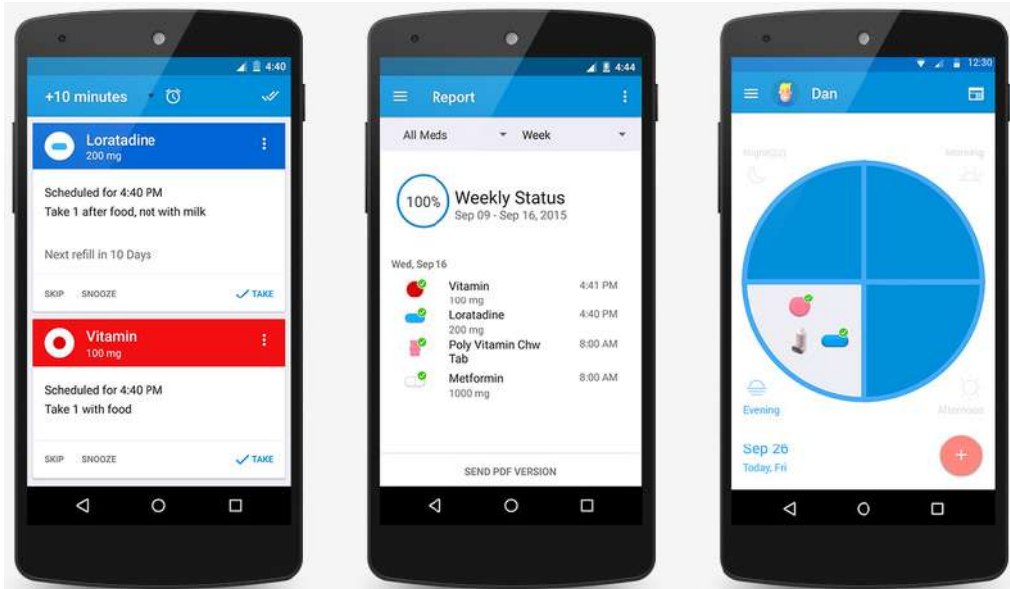 4:40
+10 minutes
Loratadine
200 mg
Scheduled for 4:40 PM
Take 1 after food, not with milk
Next refill in 10 Days
SKIP SNOOZE TAKE
Vitamin
100 mg
Scheduled for 4:40 PM
Take 1 with food
SKIP SNOOZE TAKE
4:44
Report
All Meds Week
100%
Weekly Status
Sep 09 - Sep 16, 2015
Wed, Sep 16
Vitamin 4:41 PM
100 mg
Loratadine 4:40 PM
200 mg
Poly Vitamin Chw 8:00 AM
Tab
Metformin 8:00 AM
1000 mg
SEND PDF VERSION
12:30
Dan
Morning
Evening Afternoon
Sep 26
Today, Fri
+